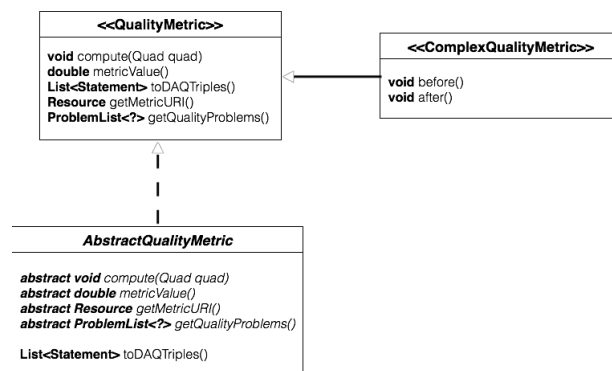 <<QualityMetric>>
void compute(Quad quad)
double metricValue()
List<Statement> toDAQTriples()
Resource getMetricURI()
ProblemList<?> getQualityProblems()
<<ComplexQualityMetric>>
void before()
void after()
AbstractQualityMetric
abstract void compute(Quad quad)
abstract double metricValue()
abstract Resource getMetricURI()
abstract ProblemList<?> getQualityProblems()
List<Statement> toDAQTriples()